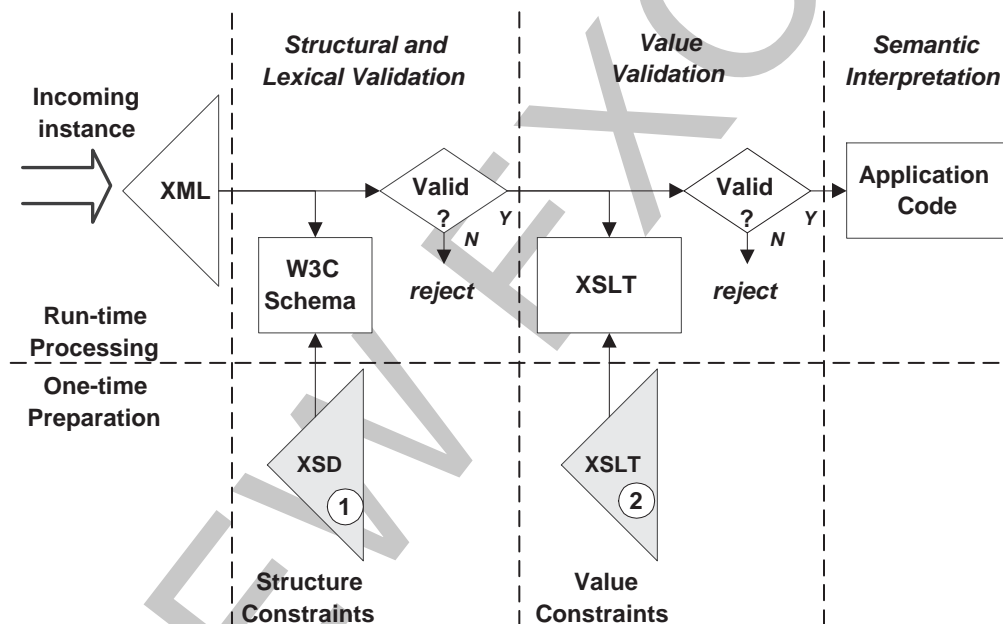 Structural and
Lexical Validation
Value
Validation
Semantic
Interpretation
Incoming
instance
XML
Valid
?
Y
N
reject
W3C
Schema
Valid
?
Y
N
reject
XSLT
Application
Code
Run-time
Processing
One-time
Preparation
XSD
1
XSLT
2
Structure
Constraints
Value
Constraints